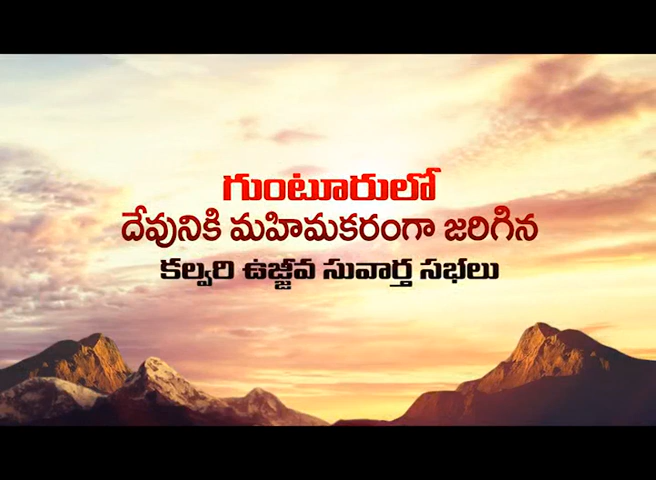 గుంటూరులో
దేవునికి మహిమకరంగా జరిగిన
కల్వరి ఉజ్జీవ సువార్త సభలు